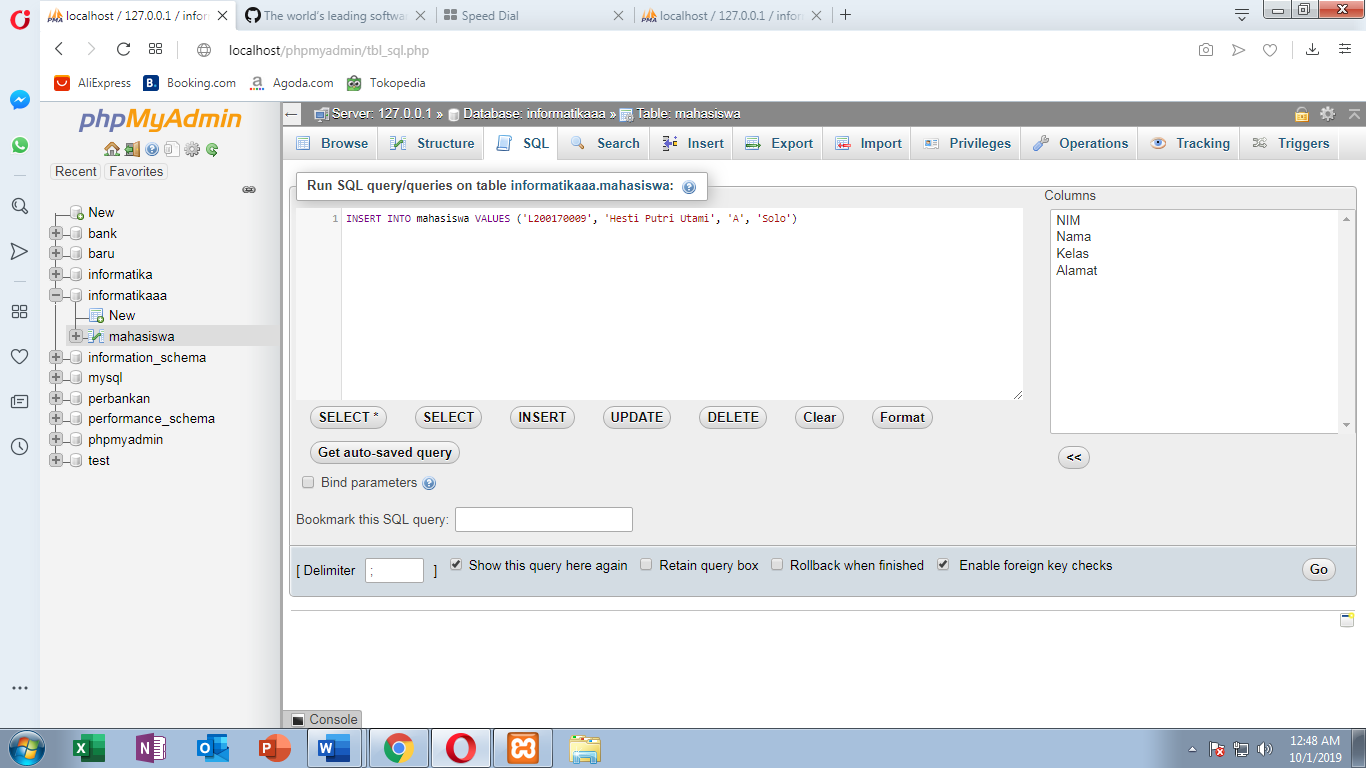 localhost / 127.0.0.1 / infor
The world's leading softwa
Speed Dial
localhost / 127.0.0.1 / infor
localhost/phpmyadmin/tbl_sql.php
AliExpress
B.
Booking.com
a
Agoda.com
Tokopedia
phpMyAdmin
Recent
Favorites
New
bank
baru
informatika
informatikaaa
New
mahasiswa
information_schema
mysql
perbankan
performance_schema
phpmyadmin
test
Server: 127.0.0.1 » Database: informatikaaa » Table: mahasiswa
Browse
Structure
SQL
Search
Insert
Export
Import
Privileges
Operations
Tracking
Triggers
Run SQL query/queries on table informatikaaa.mahasiswa:
1 INSERT INTO mahasiswa VALUES ('L200170009', 'Hesti Putri Utami', 'A', 'Solo')
Columns
NIM
Nama
Kelas
Alamat
<<
SELECT *
SELECT
INSERT
UPDATE
DELETE
Clear
Format
Get auto-saved query
Bind parameters
Bookmark this SQL query:
[ Delimiter ; ]
Show this query here again
Retain query box
Rollback when finished
Enable foreign key checks
Go
Console
12:48 AM
10/1/2019